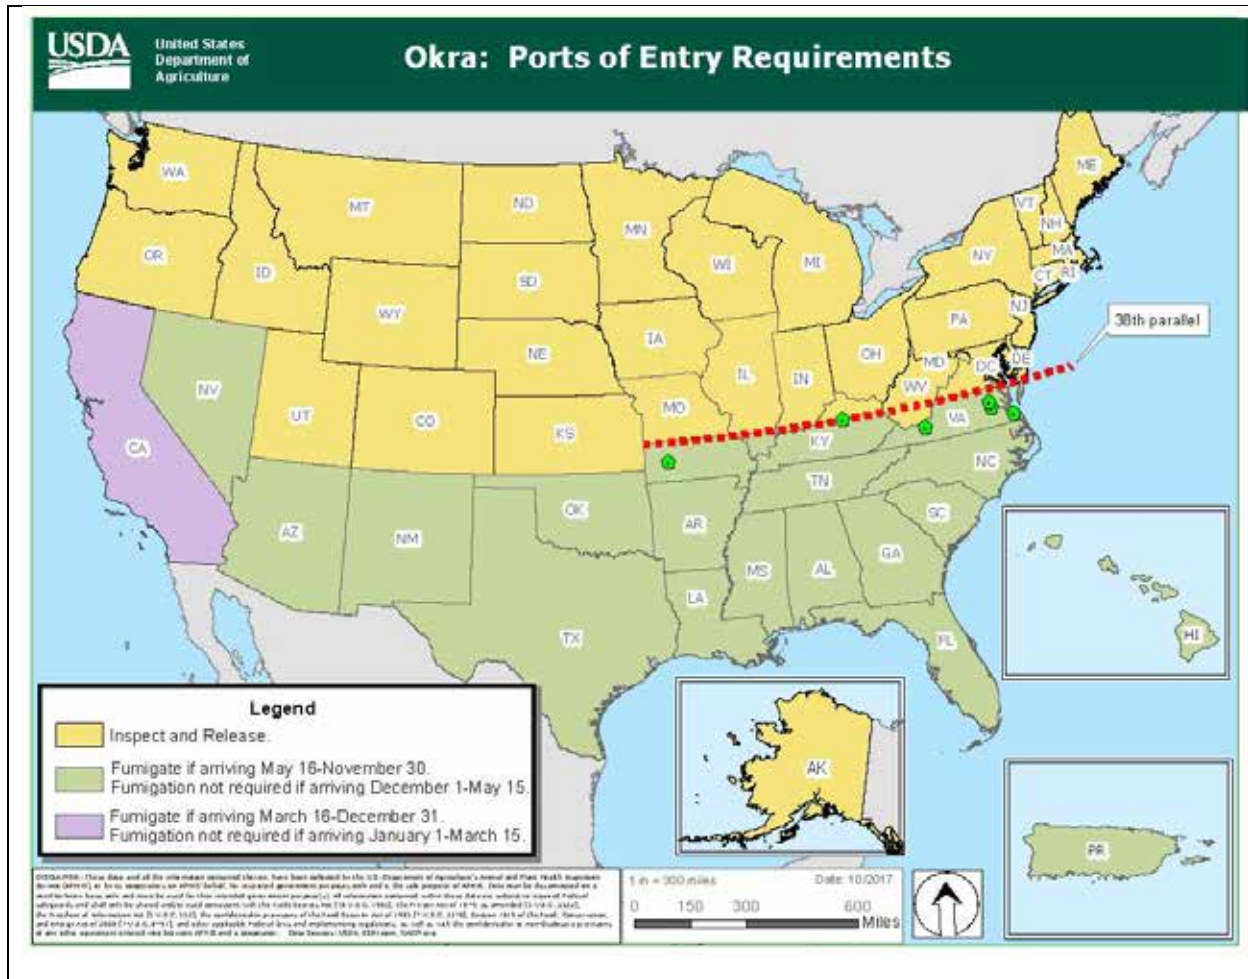 USDA
United States
Department of
Agriculture
Okra: Ports of Entry Requirements
WA
MT
ND
MN
ME
VT
NH
OR
ID
SD
WI
MI
NY
MA
CT
RI
WY
IA
PA
NJ
38th parallel
NE
IL
IN
OH
MD
DC
DE
NV
UT
CO
KS
MO
WV
VA
CA
KY
NC
TN
AZ
NM
OK
AR
SC
MS
AL
GA
LA
TX
FL
HI
AK
PR
Legend
Inspect and Release.
Fumigate if arriving May 16-November 30.
Fumigation not required if arriving December 1-May 15.
Fumigate if arriving March 16-December 31.
Fumigation not required if arriving January 1-March 15.
1 in = 300 miles
Date: 10/2017
0 150 300 600
Miles